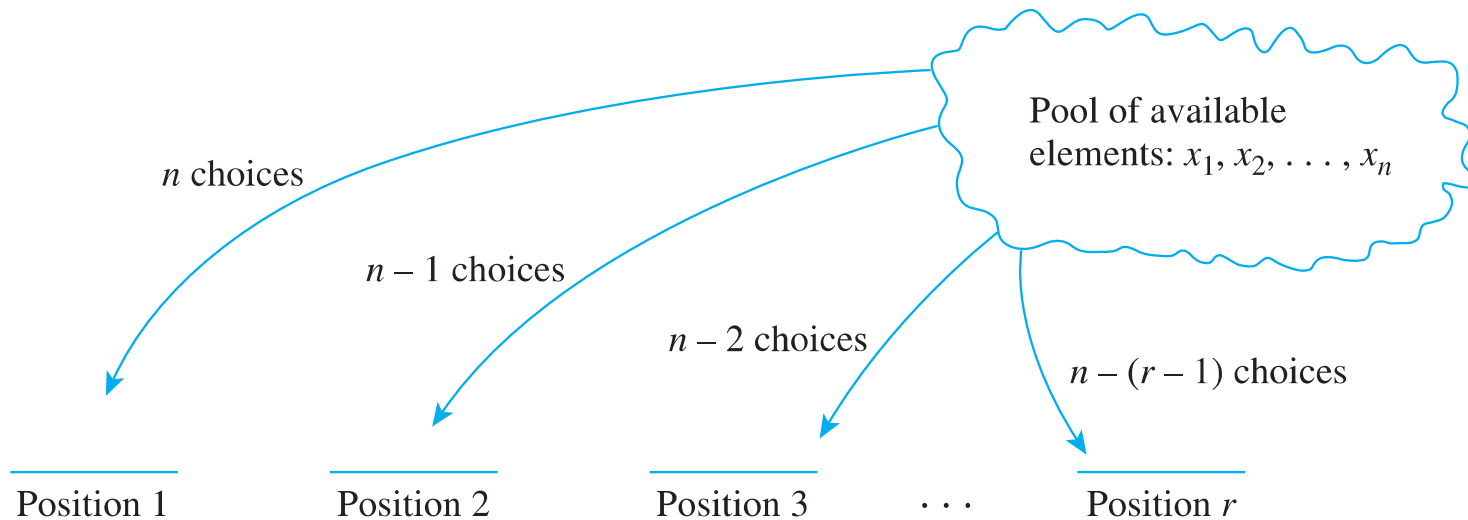 Pool of available
elements: x₁, x₂, . . . , xₙ
n choices
n – 1 choices
n – 2 choices
n – (r – 1) choices
Position 1
Position 2
Position 3
. . .
Position r